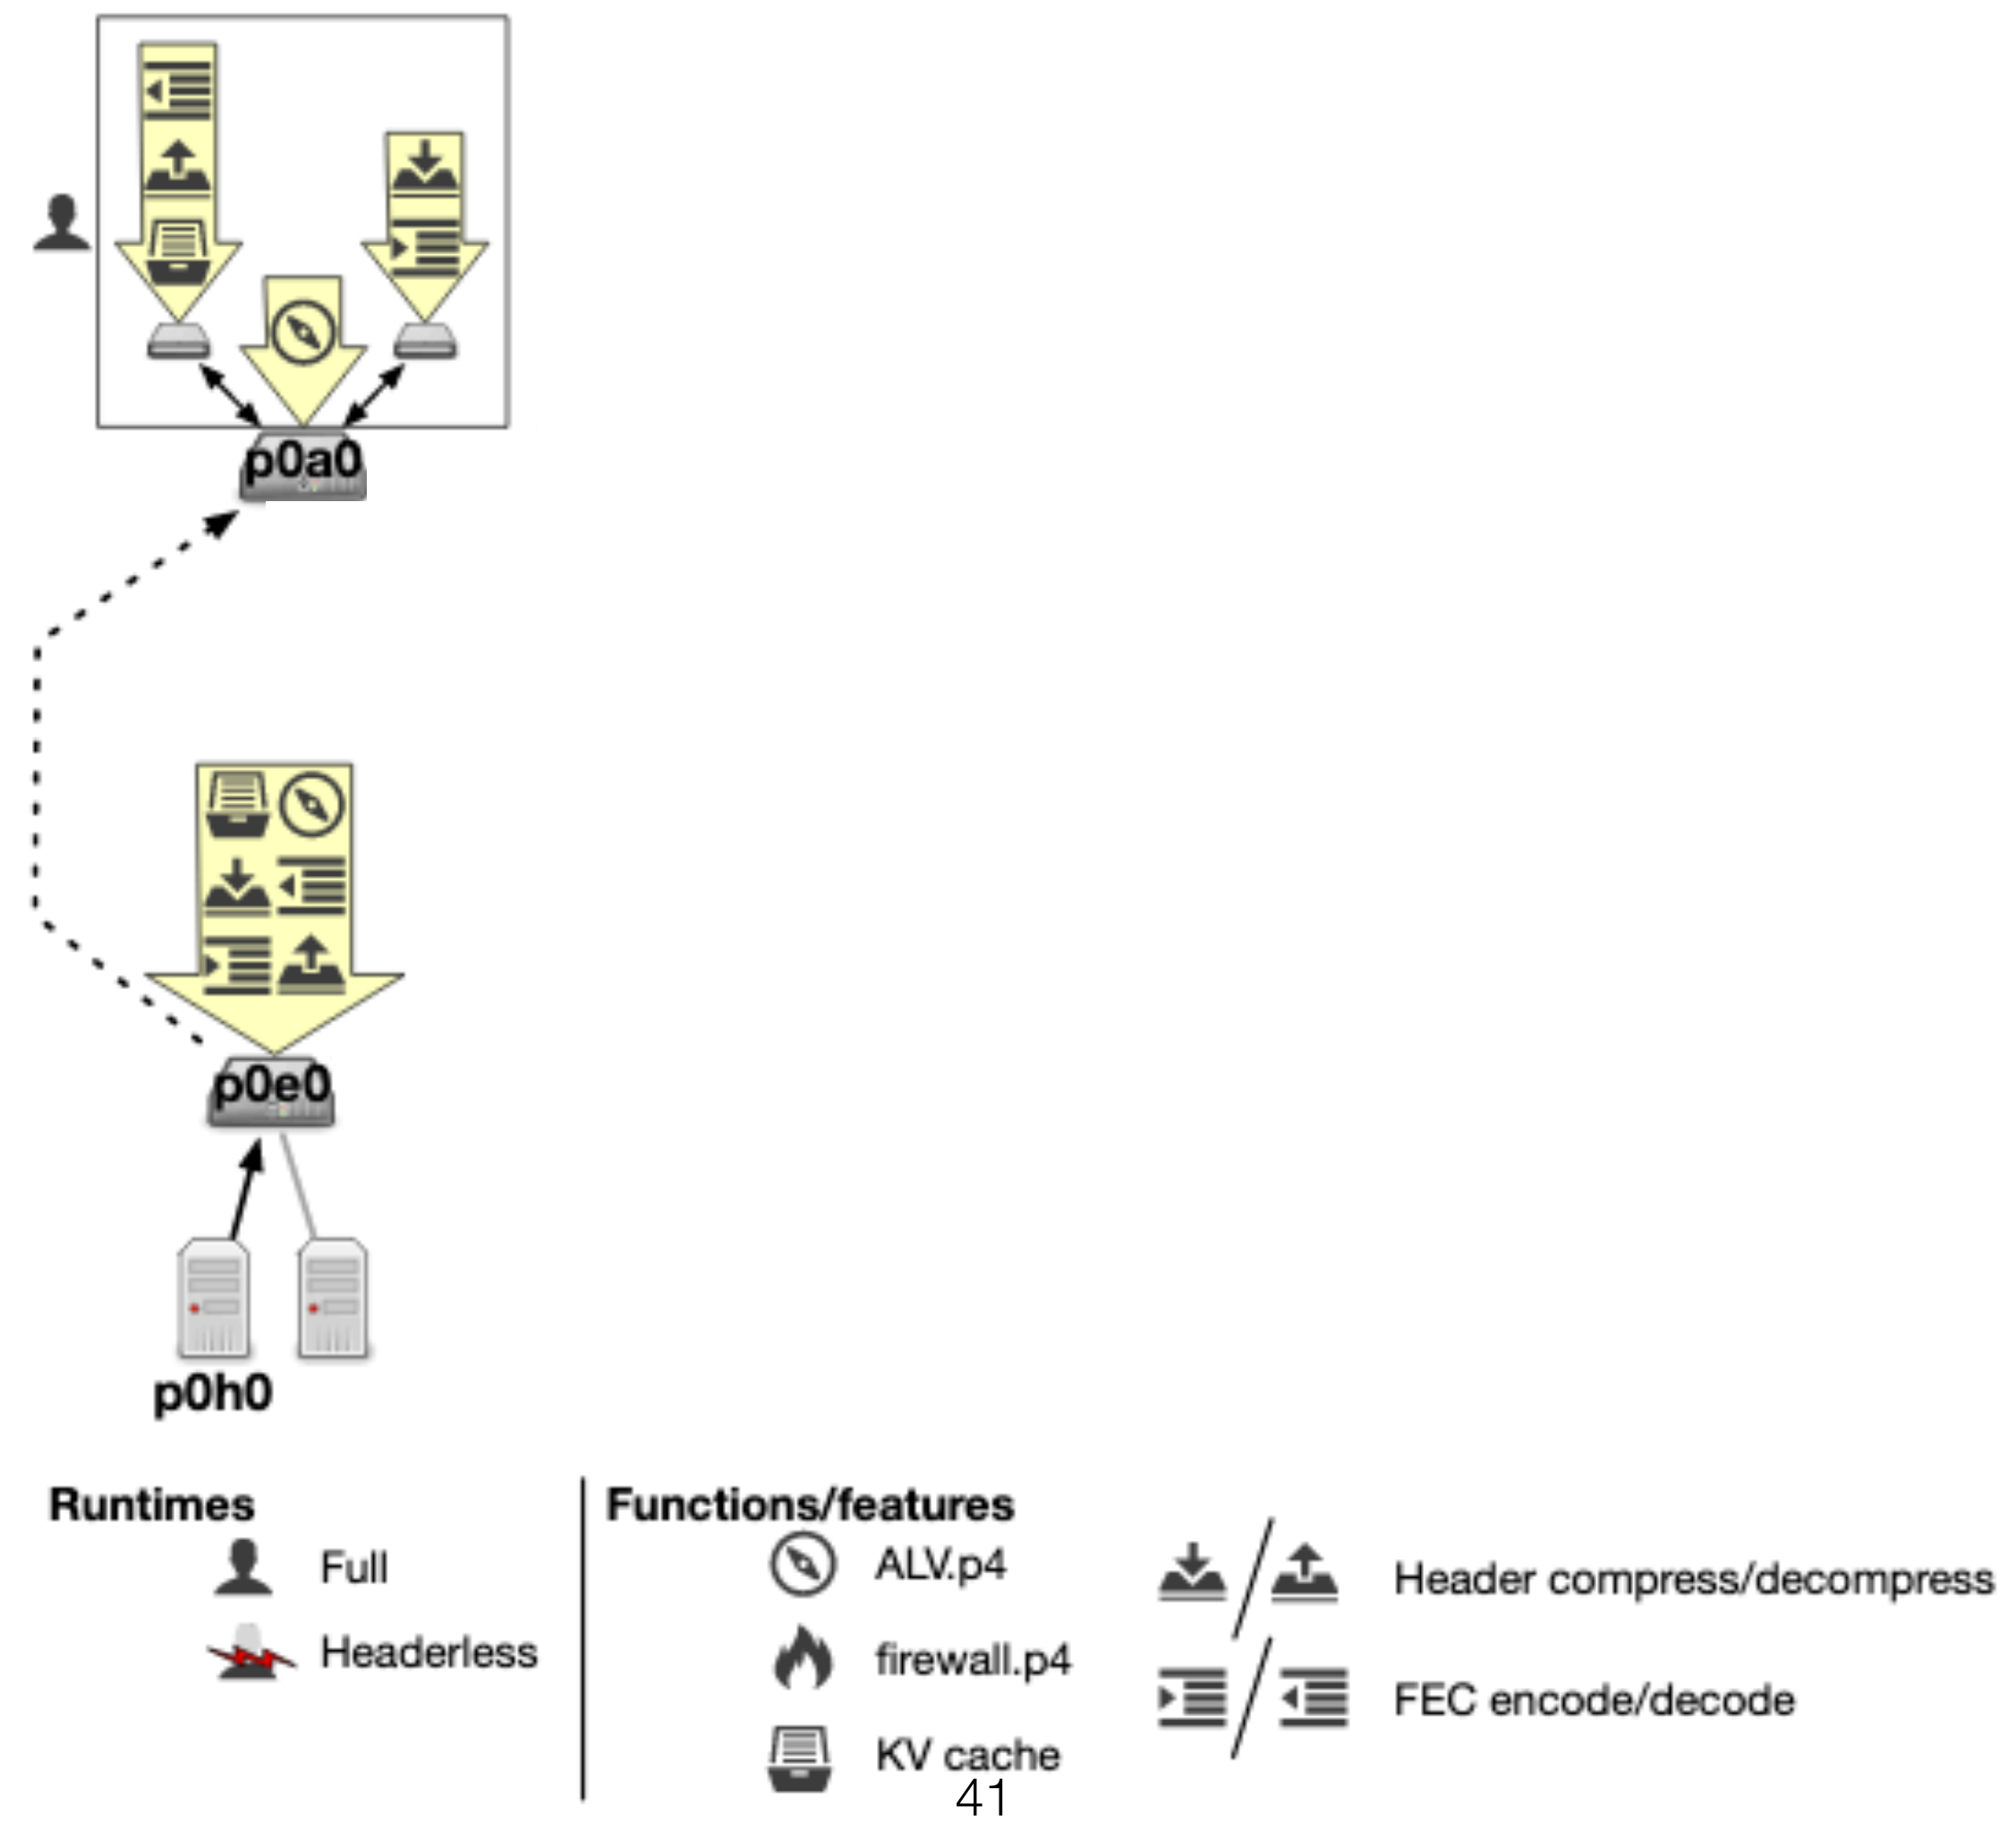 p0a0
p0e0
p0h0
Runtimes
Full
Headerless
Functions/features
ALV.p4
firewall.p4
KV cache
Header compress/decompress
FEC encode/decode
41